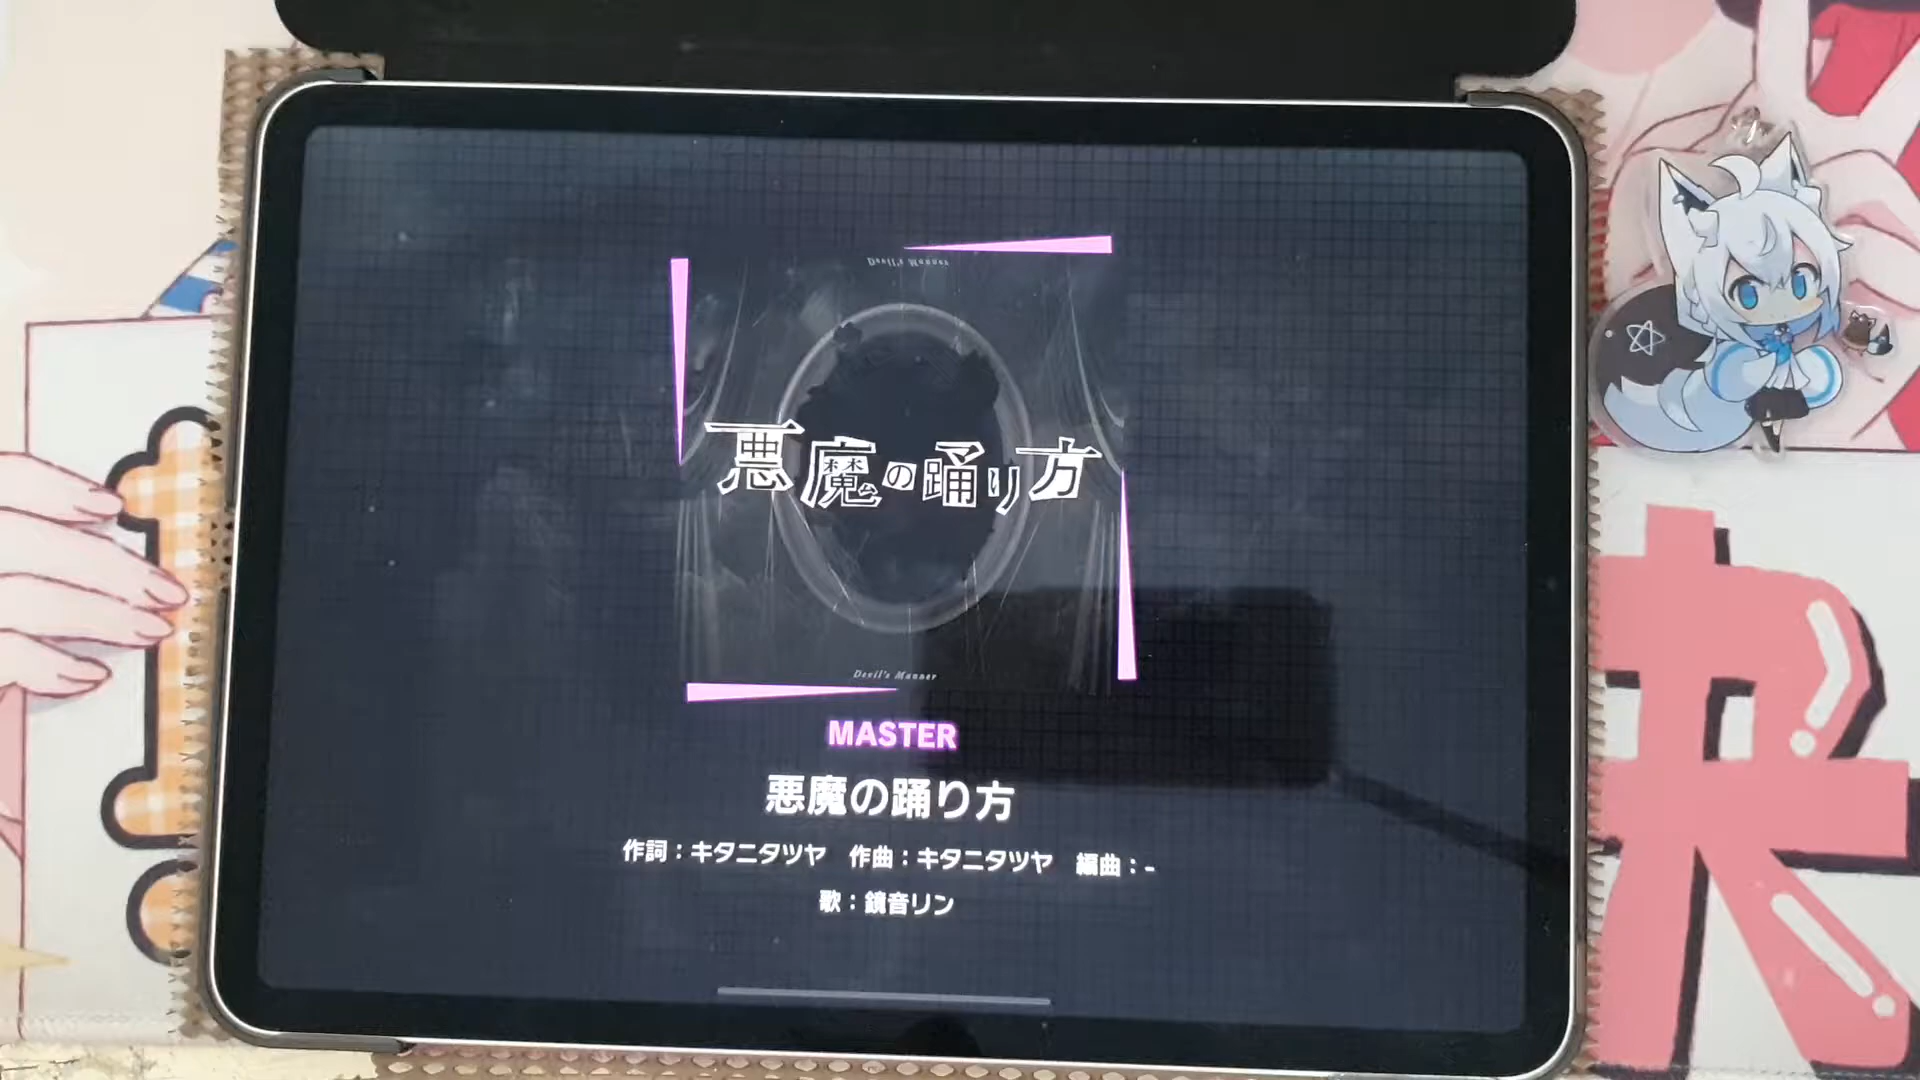 Devil's Manner
悪魔の踊り方
Devil's Manner
MASTER
悪魔の踊り方
作詞：キタニタツヤ 作曲：キタニタツヤ 編曲：-
歌：鏡音リン